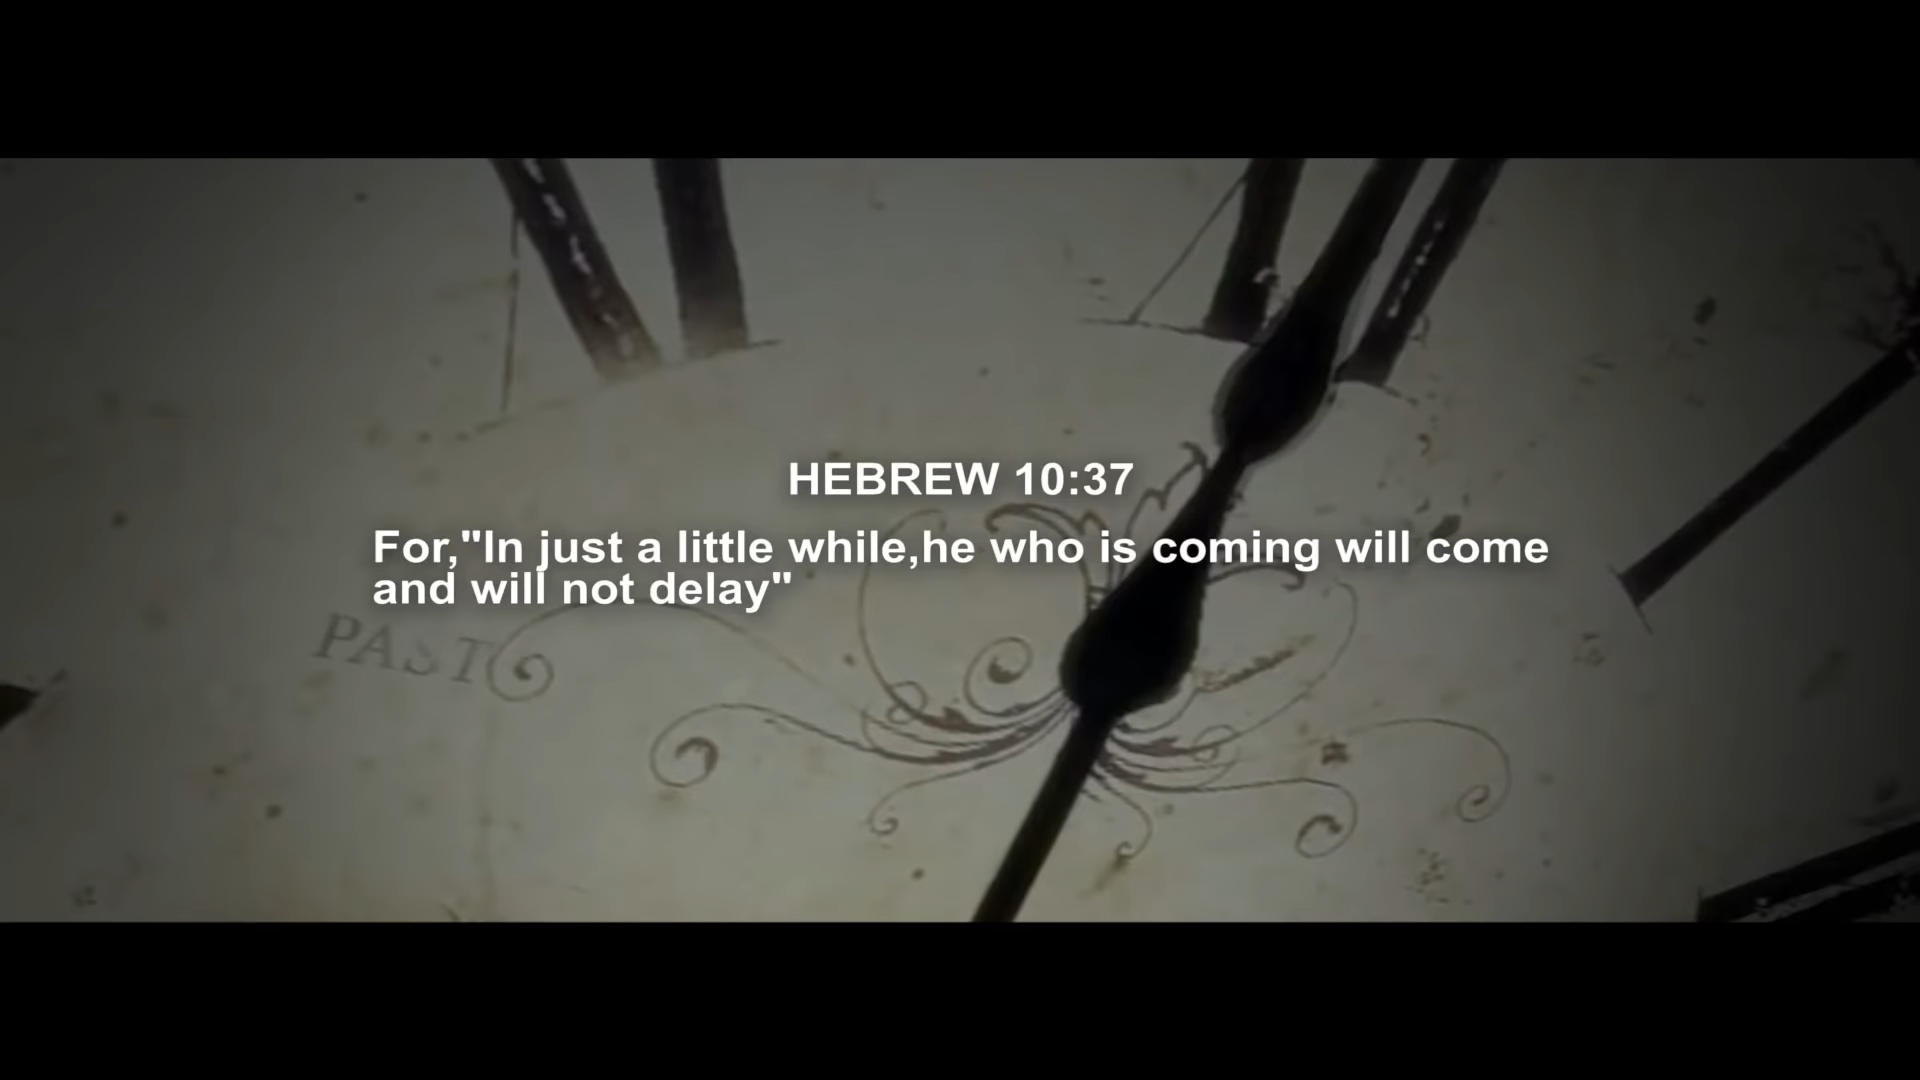 HEBREW 10:37
For,"In just a little while,he who is coming will come
and will not delay"
PAST